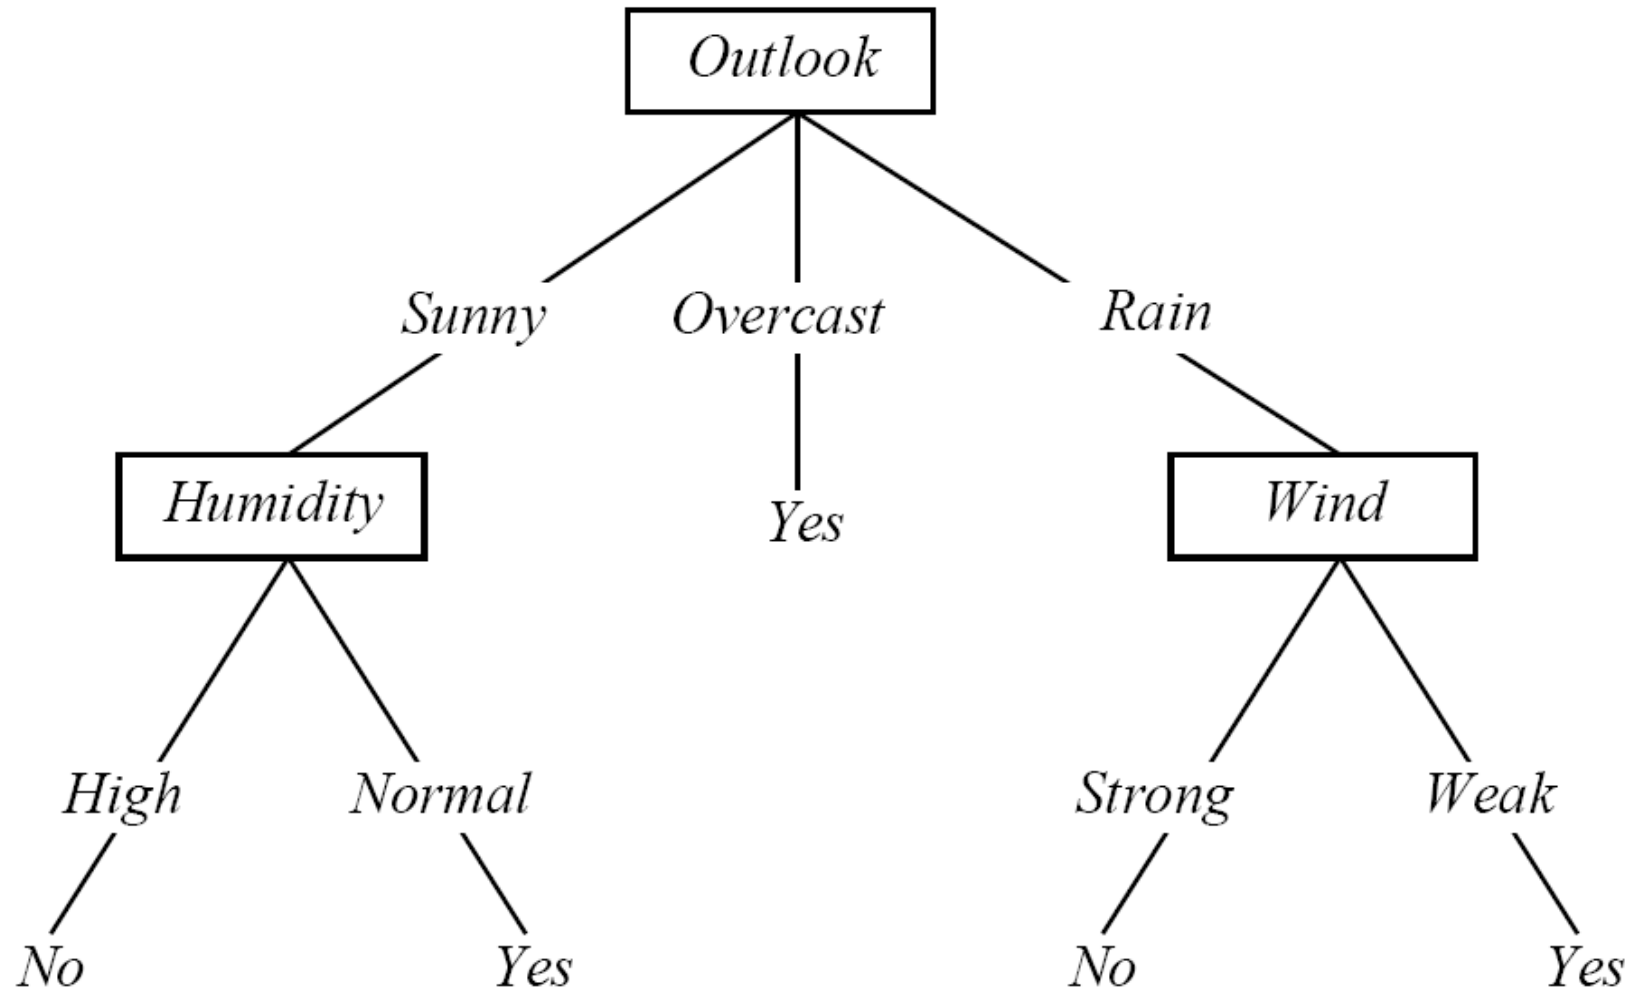 Outlook
Sunny Overcast Rain
Humidity Yes Wind
High Normal Strong Weak
No Yes No Yes